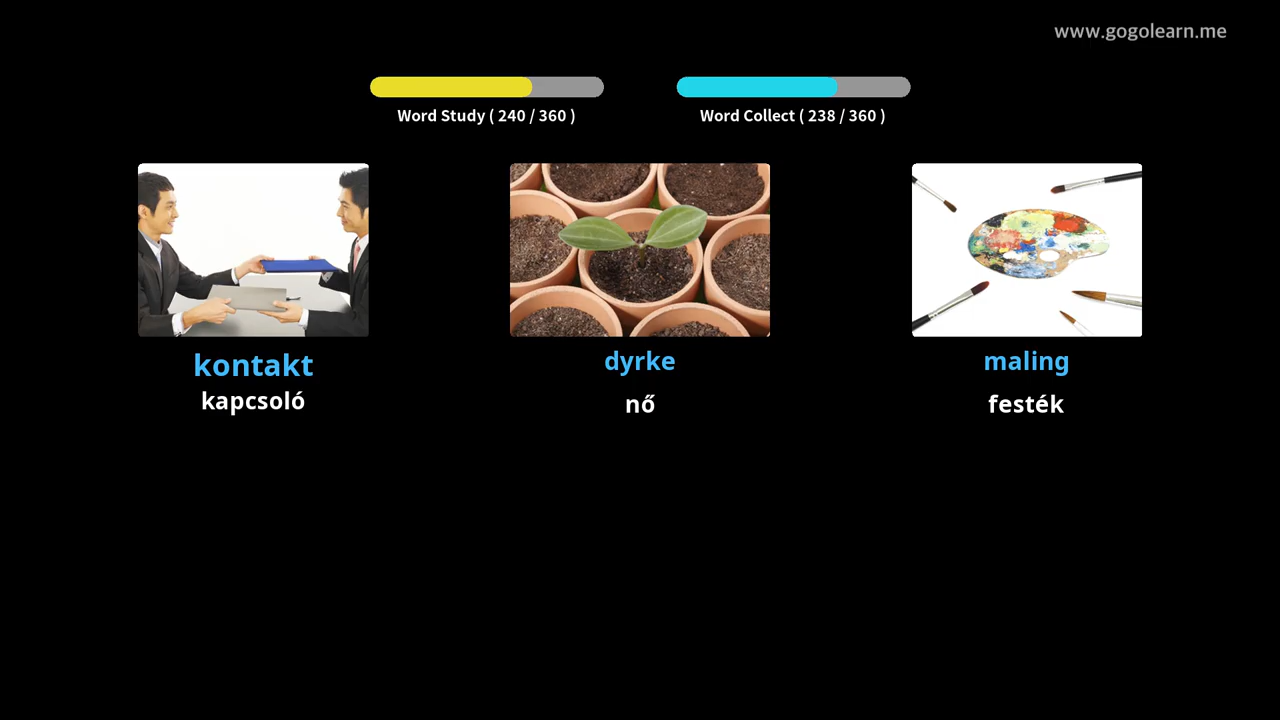 www.gogolearn.me
Word Study ( 240 / 360 )
Word Collect ( 238 / 360 )
kontakt
kapcsoló
dyrke
nő
maling
festék